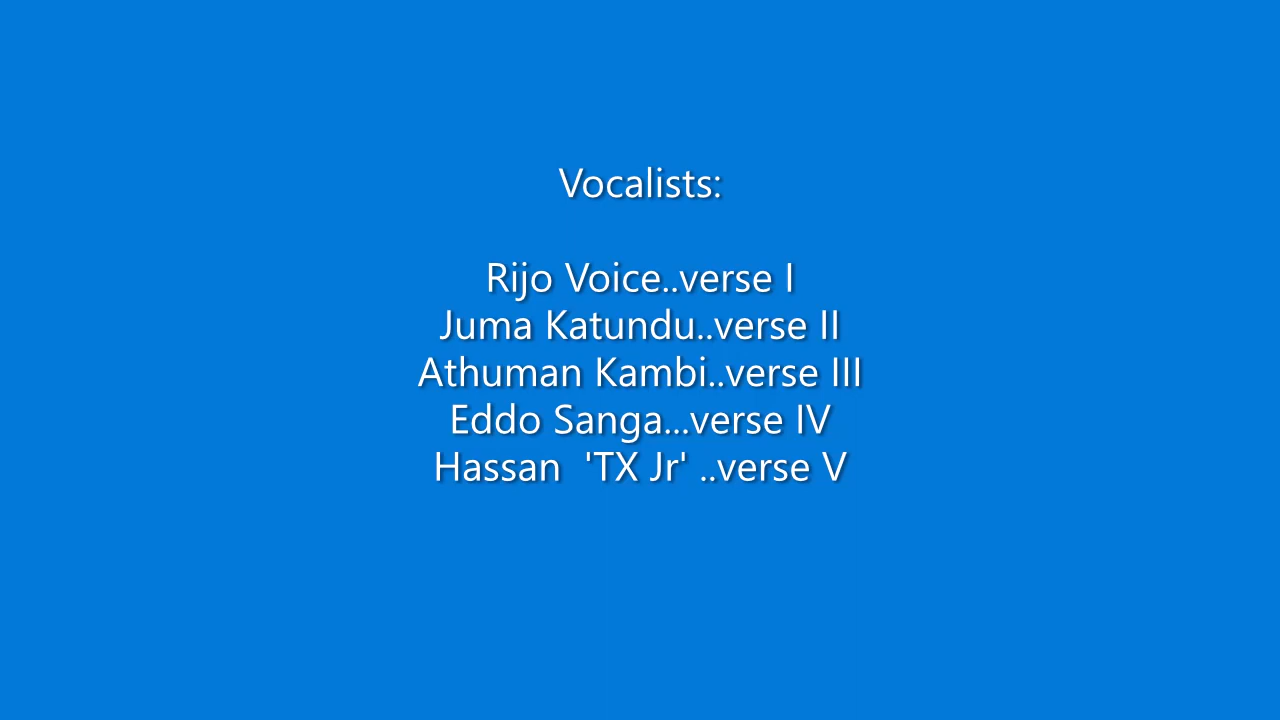 Vocalists:
Rijo Voice..verse I
Juma Katundu..verse II
Athuman Kambi..verse III
Eddo Sanga...verse IV
Hassan  'TX Jr' ..verse V